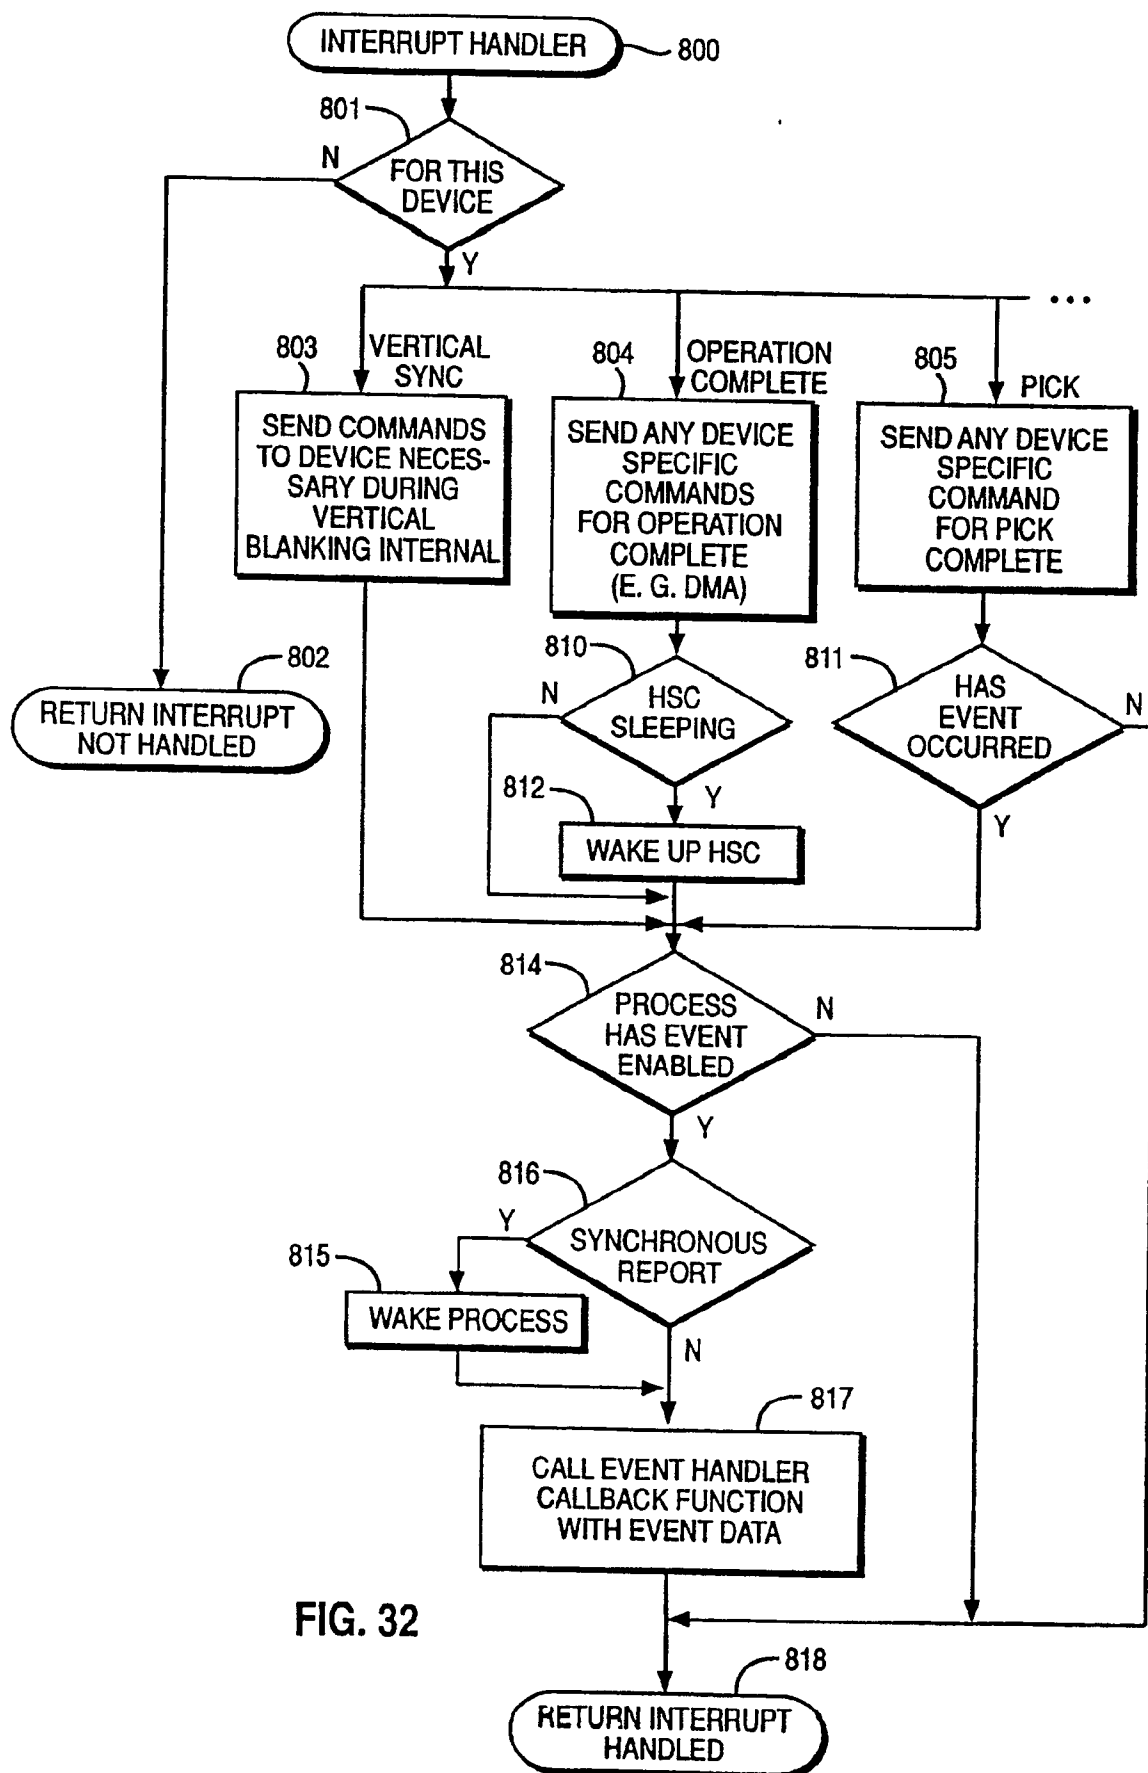 INTERRUPT HANDLER
800
801
N
FOR THIS
DEVICE
Y
...
803
VERTICAL
SYNC
804
OPERATION
COMPLETE
805
PICK
SEND COMMANDS
TO DEVICE NECES-
SARY DURING
VERTICAL
BLANKING INTERNAL
SEND ANY DEVICE
SPECIFIC
COMMANDS
FOR OPERATION
COMPLETE
(E. G. DMA)
SEND ANY DEVICE
SPECIFIC
COMMAND
FOR PICK
COMPLETE
802
RETURN INTERRUPT
NOT HANDLED
810
N
HSC
SLEEPING
Y
811
HAS
EVENT
OCCURRED
N
Y
812
WAKE UP HSC
814
PROCESS
HAS EVENT
ENABLED
N
Y
816
Y
SYNCHRONOUS
REPORT
N
815
WAKE PROCESS
817
CALL EVENT HANDLER
CALLBACK FUNCTION
WITH EVENT DATA
FIG. 32
818
RETURN INTERRUPT
HANDLED